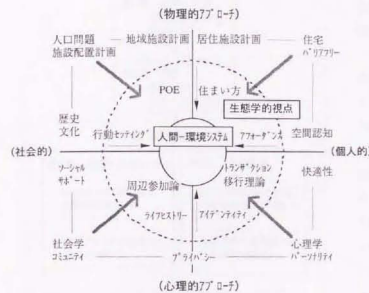 (物理的アプローチ)
人口問題 地域施設計画 居住施設計画 住宅
施設配置計画 バリアフリー
POE 住まい方
生態学的視点
歴史
文化
行動セッティング 人間-環境システム アフォーダンス 空間認知
(社会的) (個人的)
ソーシャル トランザクション 快適性
サポート 周辺参加論 移行理論
ライフヒストリー アイデンティティ
社会学 心理学
コミュニティ プライバシー パーソナリティ
(心理的アプローチ)